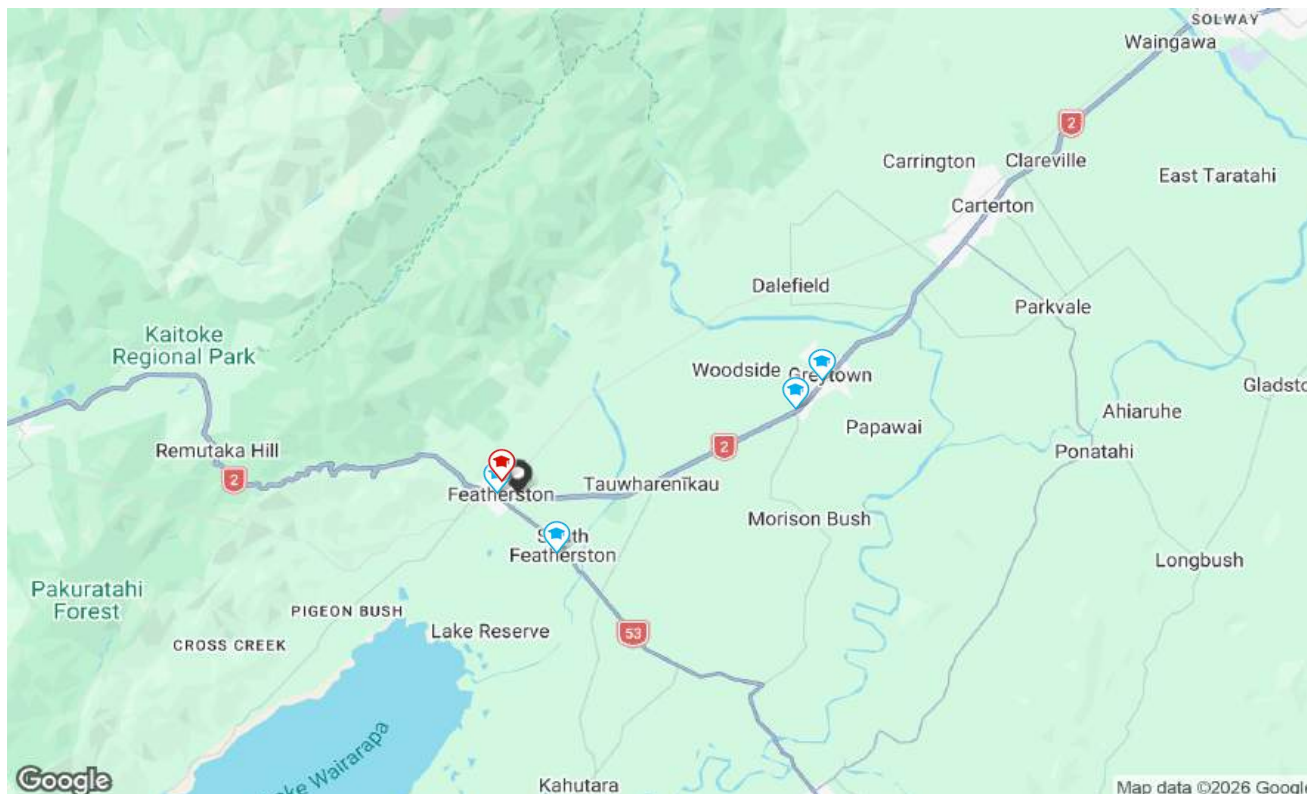 SOLWAY
Waingawa
2
Carrington
Clareville
East Taratahi
Carterton
Dalefield
Parkvale
Kaitoke
Regional Park
Woodside
Greytown
Gladsto
Ahiaruhe
Papawai
Remutaka Hill
2
Ponatahi
2
Featherston
Tauwharenīkau
Morison Bush
South
Featherston
Longbush
Pakuratahi
Forest
PIGEON BUSH
Lake Reserve
53
CROSS CREEK
ke Wairarapa
Kahutara
Google
Map data ©2026 Google